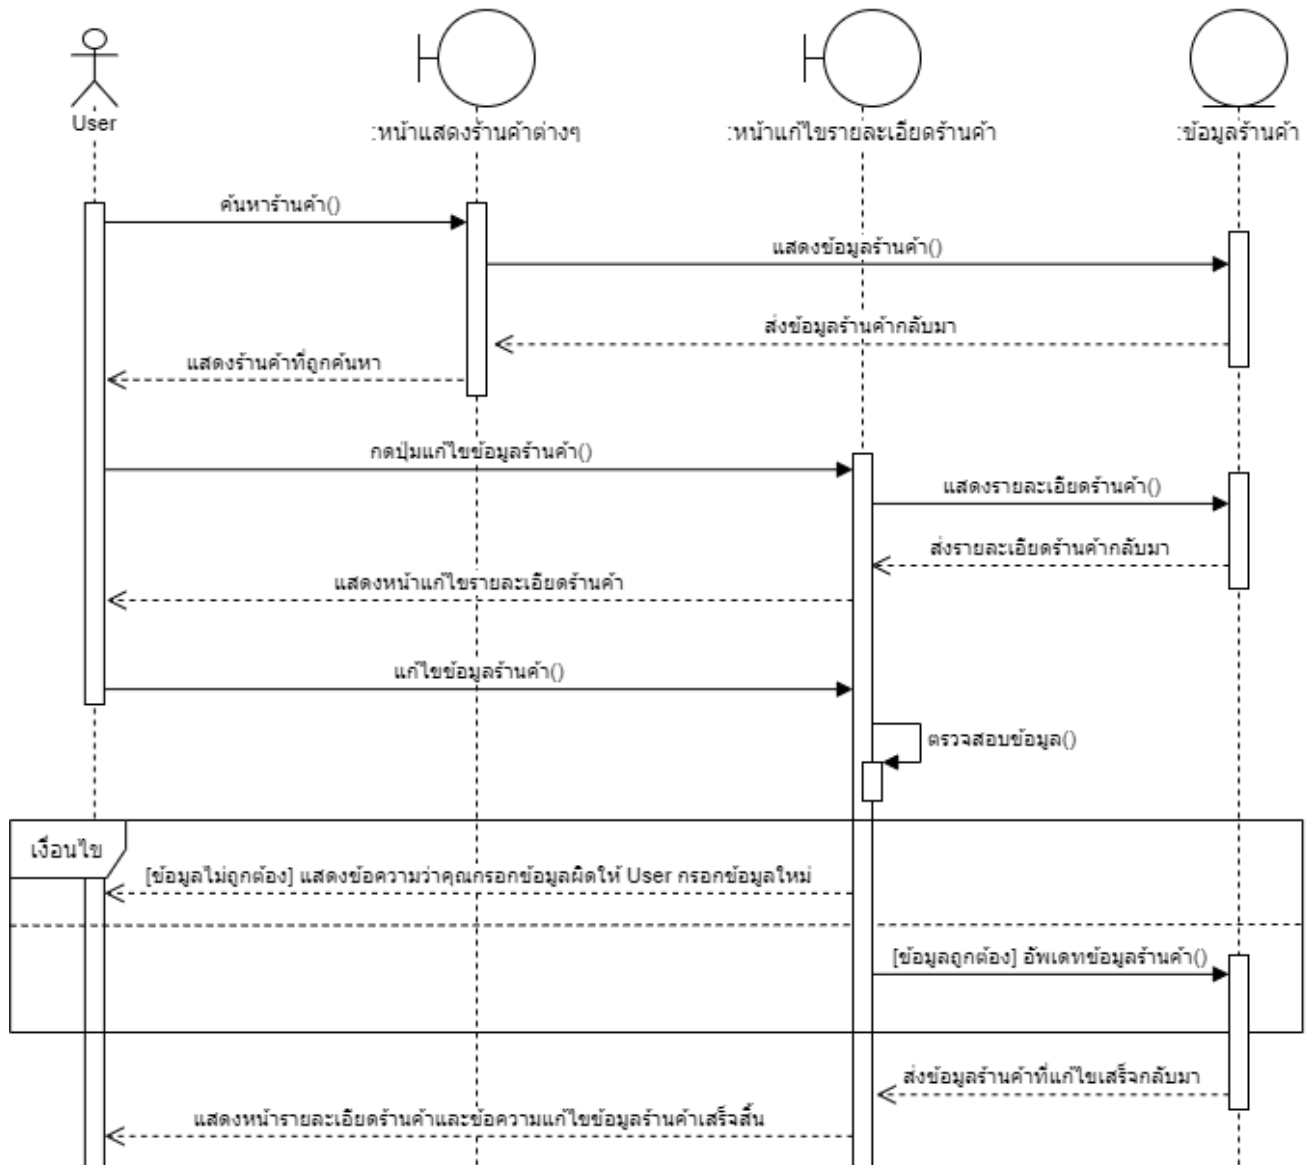 User
:หน้าแสดงร้านค้าต่างๆ
:หน้าแก้ไขรายละเอียดร้านค้า
:ข้อมูลร้านค้า
ค้นหาร้านค้า()
แสดงข้อมูลร้านค้า()
ส่งข้อมูลร้านค้ากลับมา
แสดงร้านค้าที่ถูกค้นหา
กดปุ่มแก้ไขข้อมูลร้านค้า()
แสดงรายละเอียดร้านค้า()
ส่งรายละเอียดร้านค้ากลับมา
แสดงหน้าแก้ไขรายละเอียดร้านค้า
แก้ไขข้อมูลร้านค้า()
ตรวจสอบข้อมูล()
เงื่อนไข
[ข้อมูลไม่ถูกต้อง] แสดงข้อความว่าคุณกรอกข้อมูลผิดให้ User กรอกข้อมูลใหม่
[ข้อมูลถูกต้อง] อัพเดทข้อมูลร้านค้า()
ส่งข้อมูลร้านค้าที่แก้ไขเสร็จกลับมา
แสดงหน้ารายละเอียดร้านค้าและข้อความแก้ไขข้อมูลร้านค้าเสร็จสิ้น